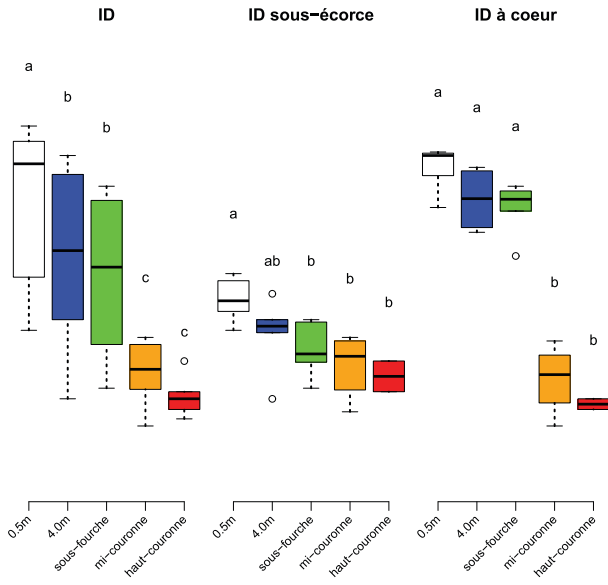 ID
ID sous−écorce
ID à coeur
a
b
b
c
c
a
ab
b
b
b
a
a
a
b
b
0.5m
4.0m
sous−fourche
mi−couronne
haut−couronne
0.5m
4.0m
sous−fourche
mi−couronne
haut−couronne
0.5m
4.0m
sous−fourche
mi−couronne
haut−couronne